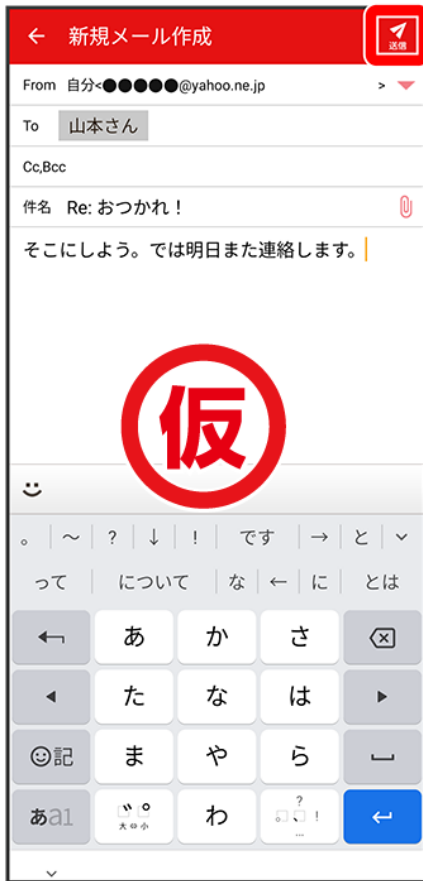 ← 新規メール作成
送信
From 自分<●●●●●@yahoo.ne.jp >
To 山本さん
Cc,Bcc
件名 Re: おつかれ！
そこにしよう。では明日また連絡します。
仮
。 ～ ? ↓ ! です → と
って について な ← に とは
あ か さ
た な は
記 ま や ら
あa1 大⇔小 わ 。、?!…